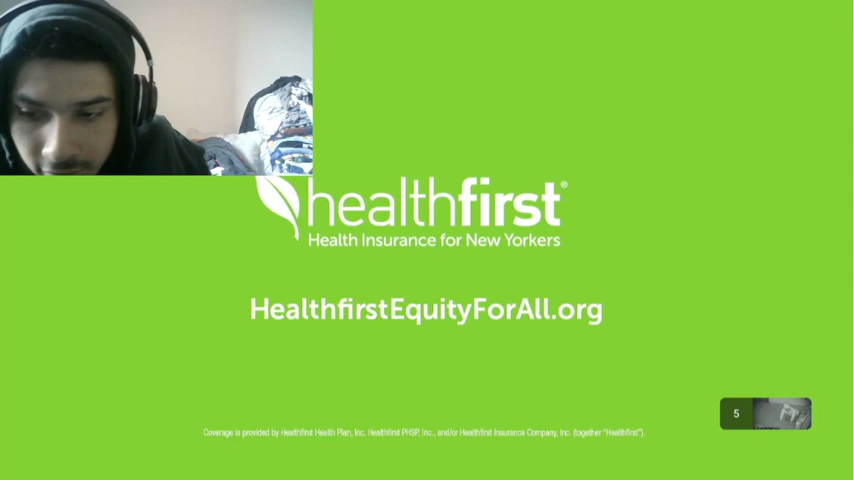 healthfirst®
Health Insurance for New Yorkers
HealthfirstEquityForAll.org
5
Coverage is provided by Healthfirst Health Plan, Inc. Healthfirst PHSP, Inc., and/or Healthfirst Insurance Company, Inc. (together "Healthfirst").